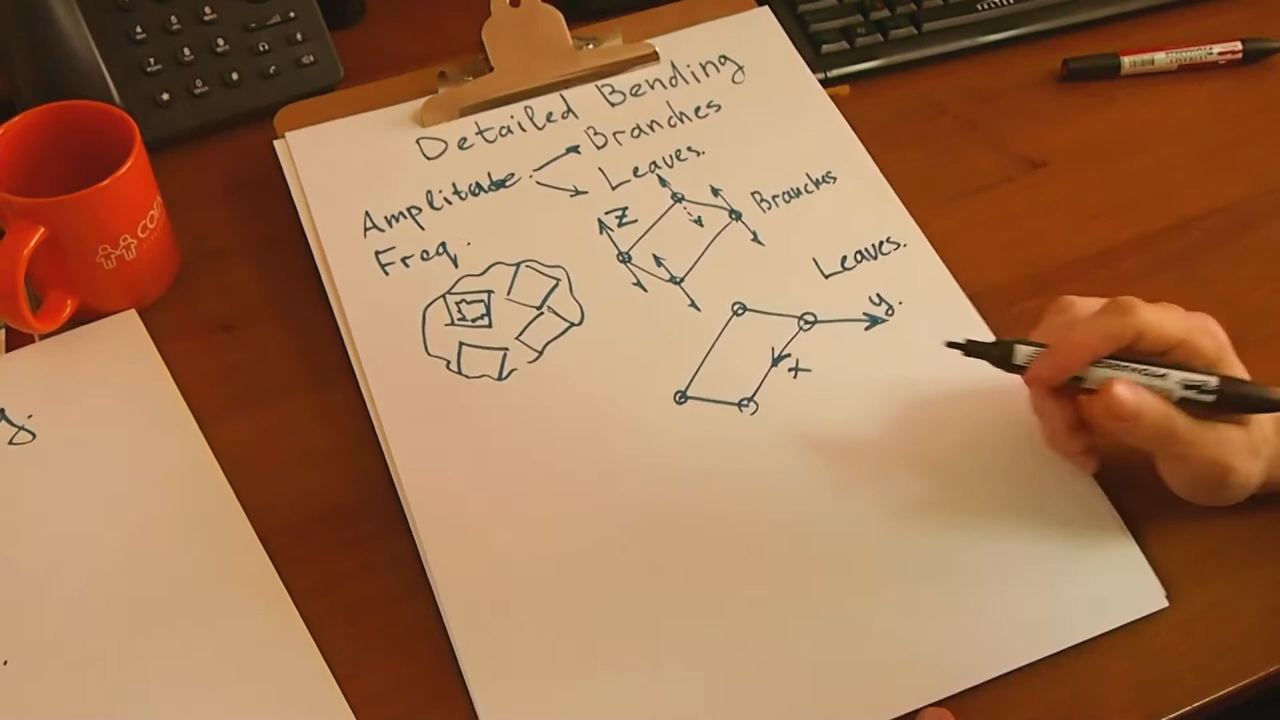 Detailed Bending
Amplitude. Branches
Leaves.
Freq.
Z
Branches
Leaves.
y.
x
y.